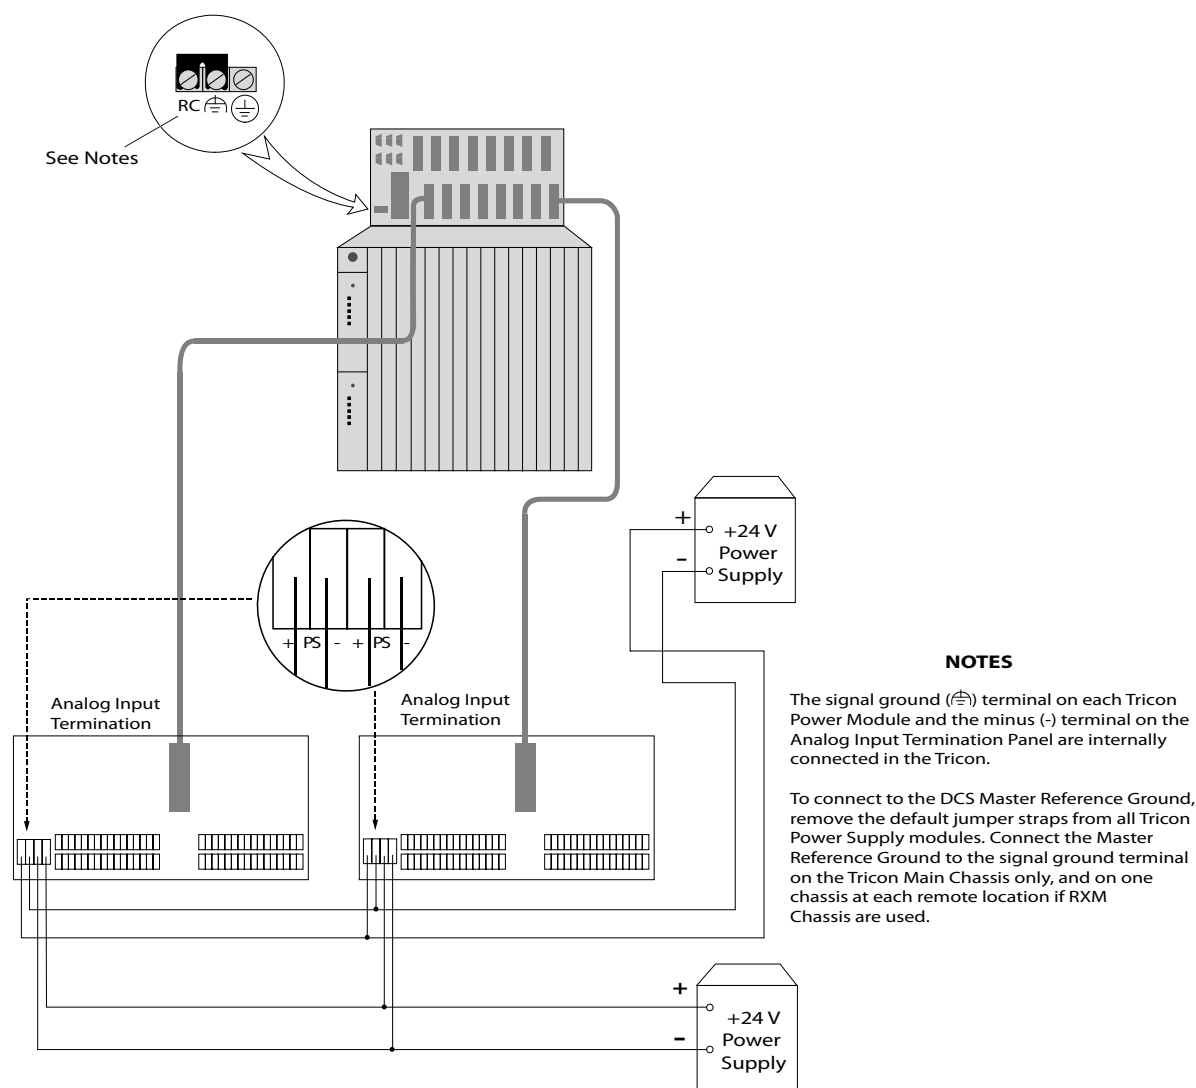 RC
See Notes
+
-
+24 V
Power
Supply
+ PS - + PS -
Analog Input
Termination
Analog Input
Termination
NOTES
The signal ground (⏚) terminal on each Tricon
Power Module and the minus (-) terminal on the
Analog Input Termination Panel are internally
connected in the Tricon.
To connect to the DCS Master Reference Ground,
remove the default jumper straps from all Tricon
Power Supply modules. Connect the Master
Reference Ground to the signal ground terminal
on the Tricon Main Chassis only, and on one
chassis at each remote location if RXM
Chassis are used.
+
-
+24 V
Power
Supply